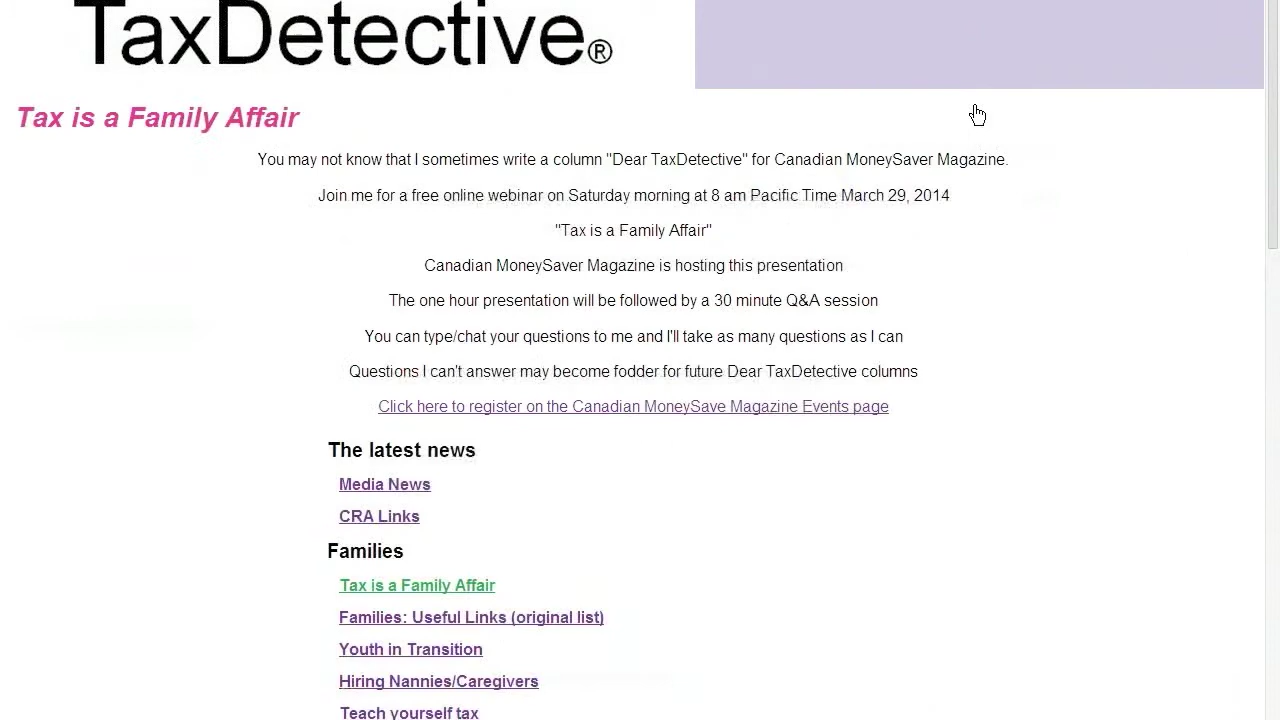 TaxDetective®
Tax is a Family Affair
You may not know that I sometimes write a column "Dear TaxDetective" for Canadian MoneySaver Magazine.
Join me for a free online webinar on Saturday morning at 8 am Pacific Time March 29, 2014
"Tax is a Family Affair"
Canadian MoneySaver Magazine is hosting this presentation
The one hour presentation will be followed by a 30 minute Q&A session
You can type/chat your questions to me and I'll take as many questions as I can
Questions I can't answer may become fodder for future Dear TaxDetective columns
Click here to register on the Canadian MoneySave Magazine Events page
The latest news
Media News
CRA Links
Families
Tax is a Family Affair
Families: Useful Links (original list)
Youth in Transition
Hiring Nannies/Caregivers
Teach yourself tax